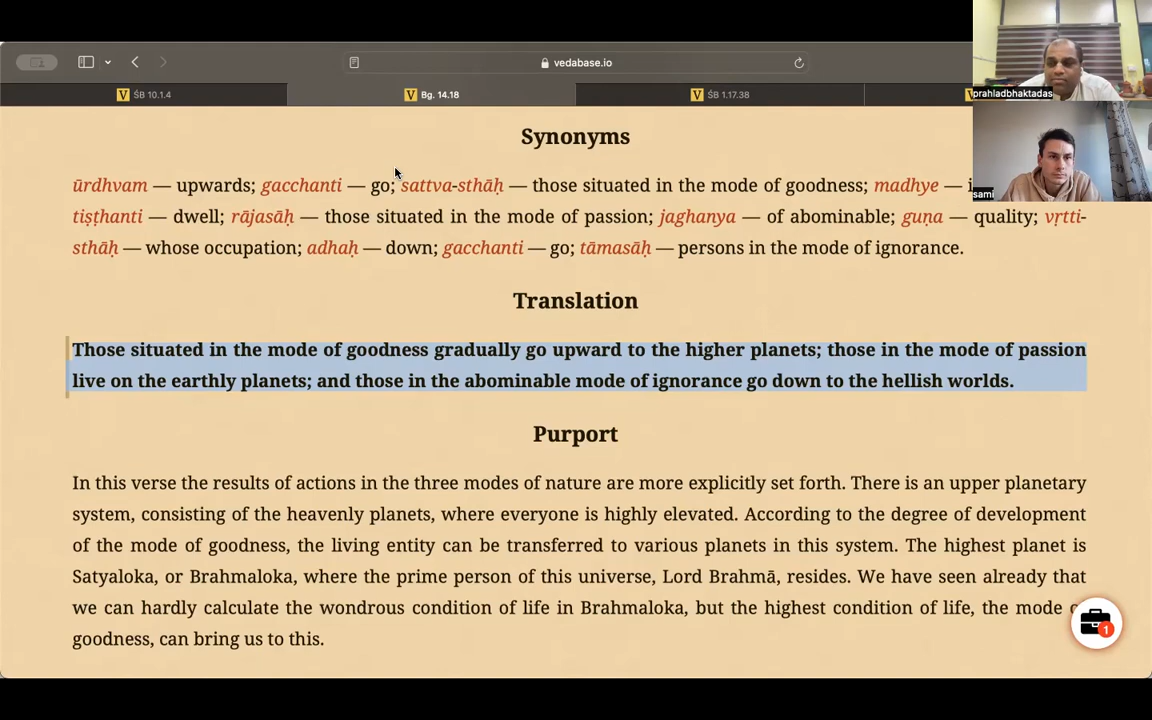 vedabase.io
V ŚB 10.1.4
V Bg. 14.18
V ŚB 1.17.38
V
prahladbhaktadas
sami
Synonyms
ūrdhvam — upwards; gacchanti — go; sattva-sthāḥ — those situated in the mode of goodness; madhye —
tiṣṭhanti — dwell; rājasāḥ — those situated in the mode of passion; jaghanya — of abominable; guṇa — quality; vṛtti-
sthāḥ — whose occupation; adhaḥ — down; gacchanti — go; tāmasāḥ — persons in the mode of ignorance.
Translation
Those situated in the mode of goodness gradually go upward to the higher planets; those in the mode of passion
live on the earthly planets; and those in the abominable mode of ignorance go down to the hellish worlds.
Purport
In this verse the results of actions in the three modes of nature are more explicitly set forth. There is an upper planetary
system, consisting of the heavenly planets, where everyone is highly elevated. According to the degree of development
of the mode of goodness, the living entity can be transferred to various planets in this system. The highest planet is
Satyaloka, or Brahmaloka, where the prime person of this universe, Lord Brahmā, resides. We have seen already that
we can hardly calculate the wondrous condition of life in Brahmaloka, but the highest condition of life, the mode
goodness, can bring us to this.
1